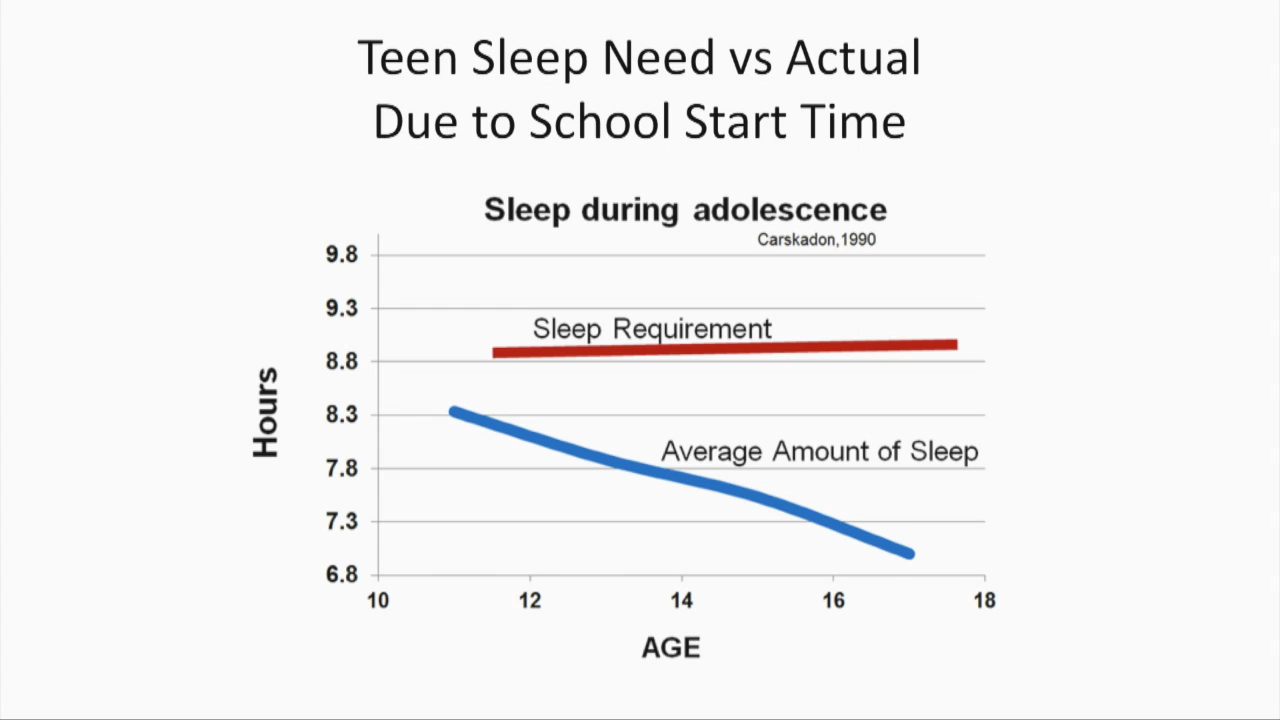 Teen Sleep Need vs Actual
Due to School Start Time
Sleep during adolescence
Carskadon,1990
9.8
9.3
Sleep Requirement
8.8
8.3
Hours
Average Amount of Sleep
7.8
7.3
6.8
10 12 14 16 18
AGE